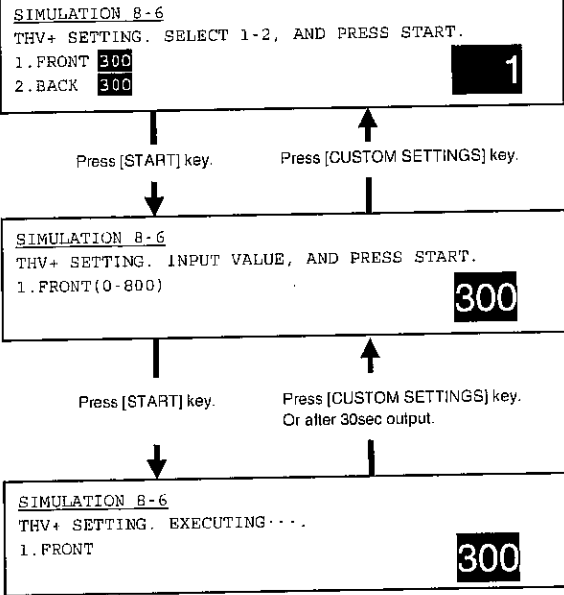 SIMULATION 8-6
THV+ SETTING. SELECT 1-2, AND PRESS START.
1.FRONT 300
2.BACK 300
1
Press [START] key.
Press [CUSTOM SETTINGS] key.
SIMULATION 8-6
THV+ SETTING. INPUT VALUE, AND PRESS START.
1.FRONT(0-800)
300
Press [START] key.
Press [CUSTOM SETTINGS] key.
Or after 30sec output.
SIMULATION 8-6
THV+ SETTING. EXECUTING···.
1.FRONT
300